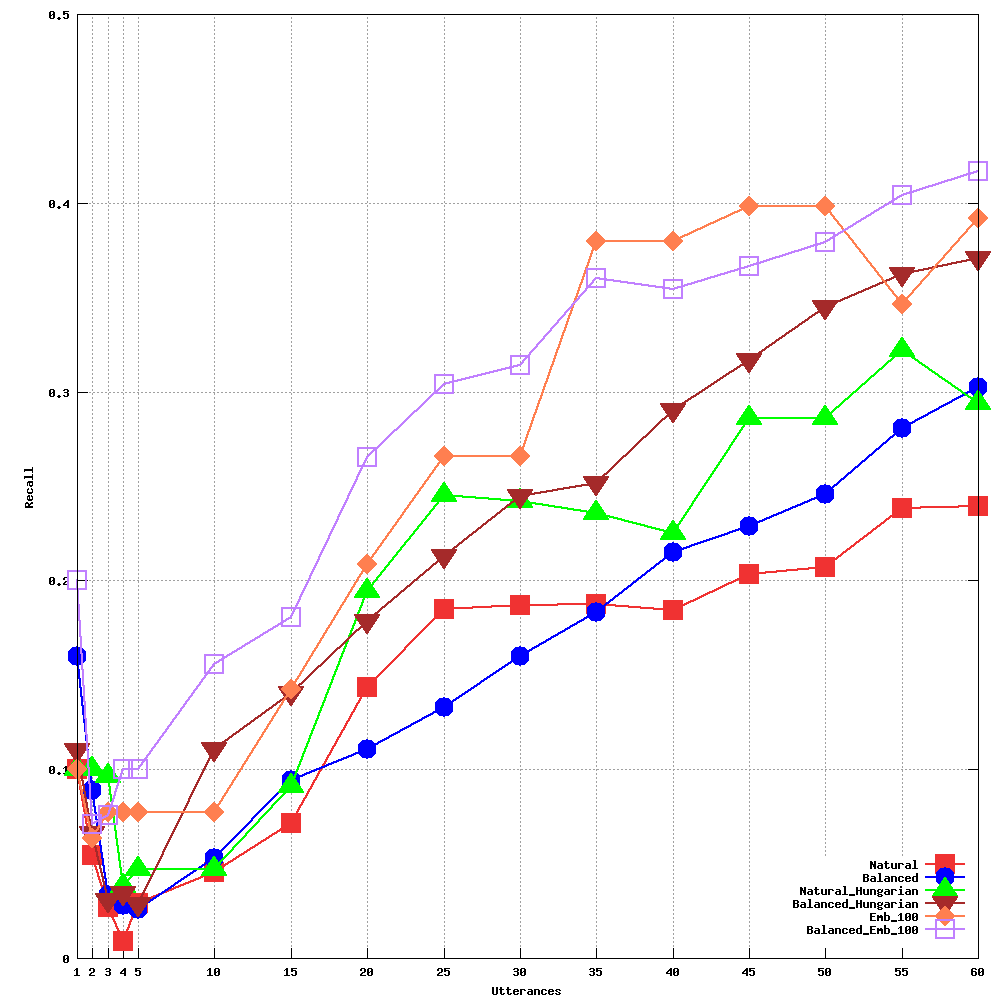 0.5
0.4
0.3
0.2
0.1
0
Recall
1 2 3 4 5 10 15 20 25 30 35 40 45 50 55 60
Utterances
Natural
Balanced
Natural_Hungarian
Balanced_Hungarian
Emb_100
Balanced_Emb_100